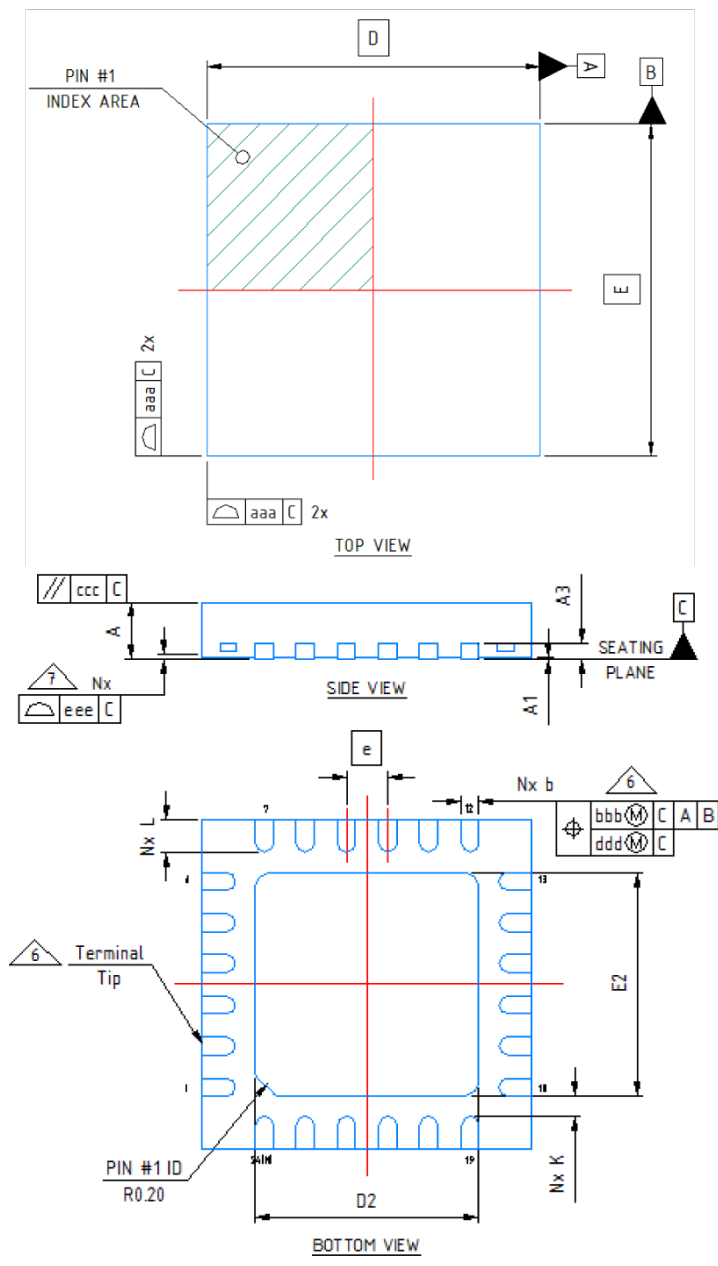 D
A
B
PIN #1
INDEX AREA
E
aaa C 2x
aaa C 2x
TOP VIEW
// ccc C
A
A3
C
SEATING
PLANE
7 Nx
eee C
SIDE VIEW
A1
e
Nx b
6
bbb Ⓜ C A B
ddd Ⓜ C
Nx L
7
12
13
6 Terminal
Tip
E2
1
18
PIN #1 ID
R0.20
19
Nx K
D2
BOTTOM VIEW